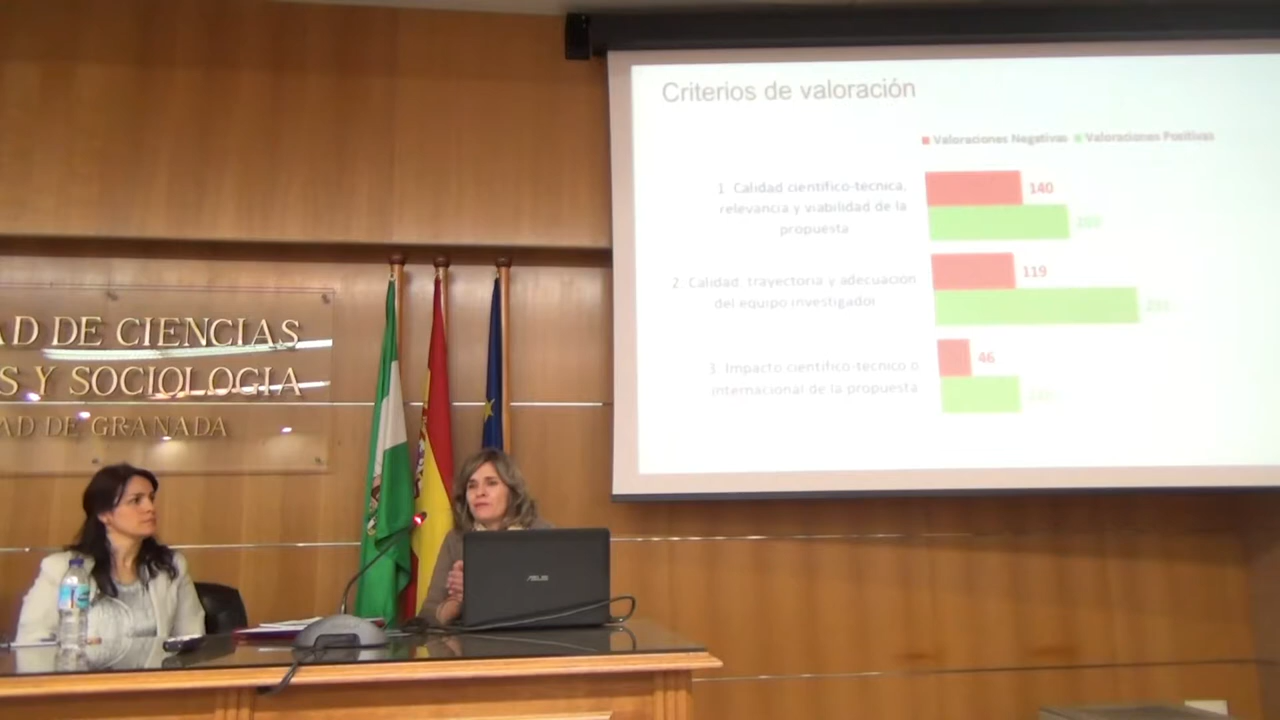 Criterios de valoración
Valoraciones Negativas Valoraciones Positivas
1. Calidad científico-técnica,
relevancia y viabilidad de la
propuesta
140
2. Calidad, trayectoria y adecuación
del equipo investigador
119
3. Impacto científico-técnico o
internacional de la propuesta
46
AD DE CIENCIAS
S Y SOCIOLOGIA
AD DE GRANADA
ASUS